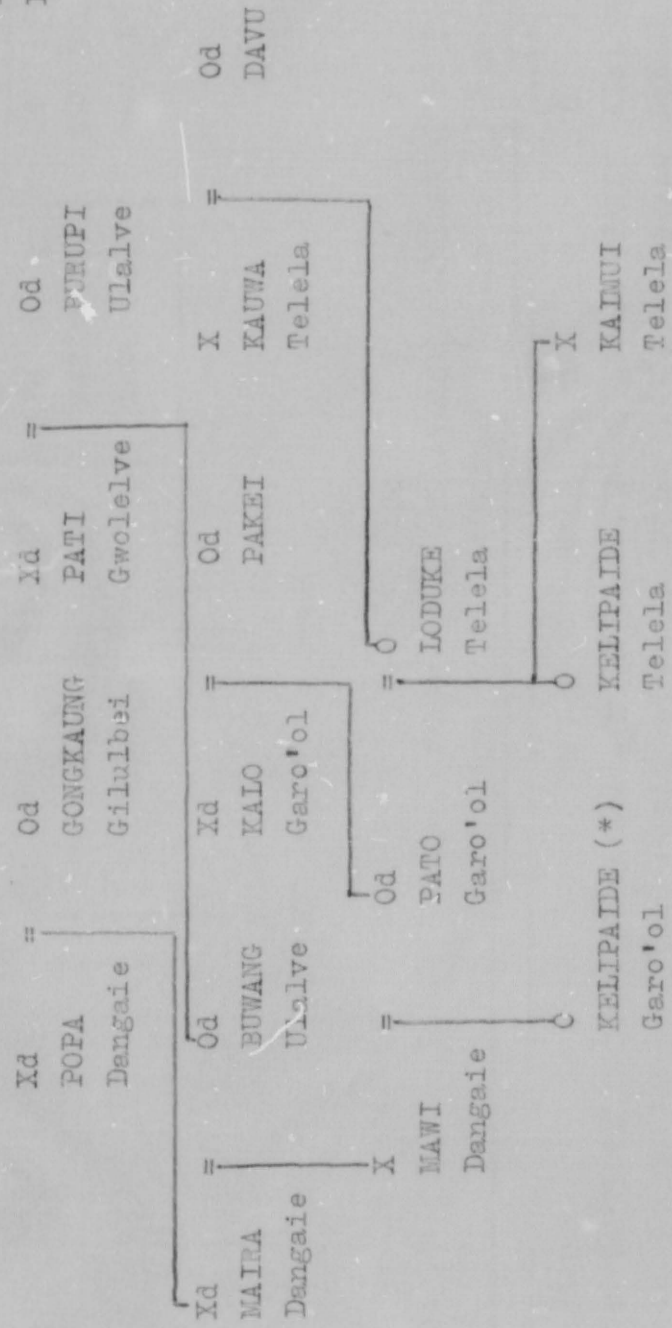 Xd = Od Xd = Od
POPA GONGKAUNG PATI PURUPI
Dangaie Gilulbei Gwolelve Ulalve
Xd = Od Xd = Od X = Od
MAIRA BUWANG KALO PAKEI KAUWA DAVU
Dangaie Ulalve Garo'ol Telela
X = Od = O
MAWI PATO LODUKE
Dangaie Garo'ol Telela
O O X
KELIPAIDE (*) KELIPAIDE KAIMUI
Garo'ol Telela Telela